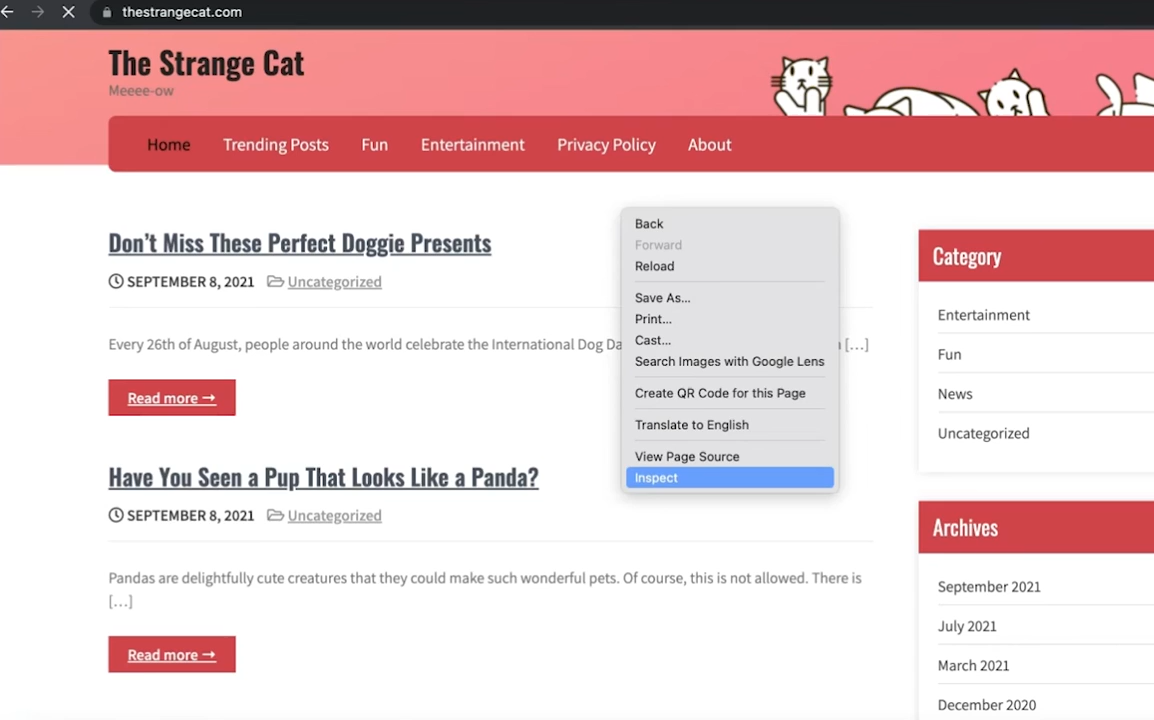 thestrangecat.com
The Strange Cat
Meeee-ow
Home Trending Posts Fun Entertainment Privacy Policy About
Don't Miss These Perfect Doggie Presents
SEPTEMBER 8, 2021 Uncategorized
Every 26th of August, people around the world celebrate the International Dog
[…]
Read more →
Have You Seen a Pup That Looks Like a Panda?
SEPTEMBER 8, 2021 Uncategorized
Pandas are delightfully cute creatures that they could make such wonderful pets. Of course, this is not allowed. There is
[…]
Read more →
Back
Forward
Reload
Save As...
Print...
Cast...
Search Images with Google Lens
Create QR Code for this Page
Translate to English
View Page Source
Inspect
Category
Entertainment
Fun
News
Uncategorized
Archives
September 2021
July 2021
March 2021
December 2020